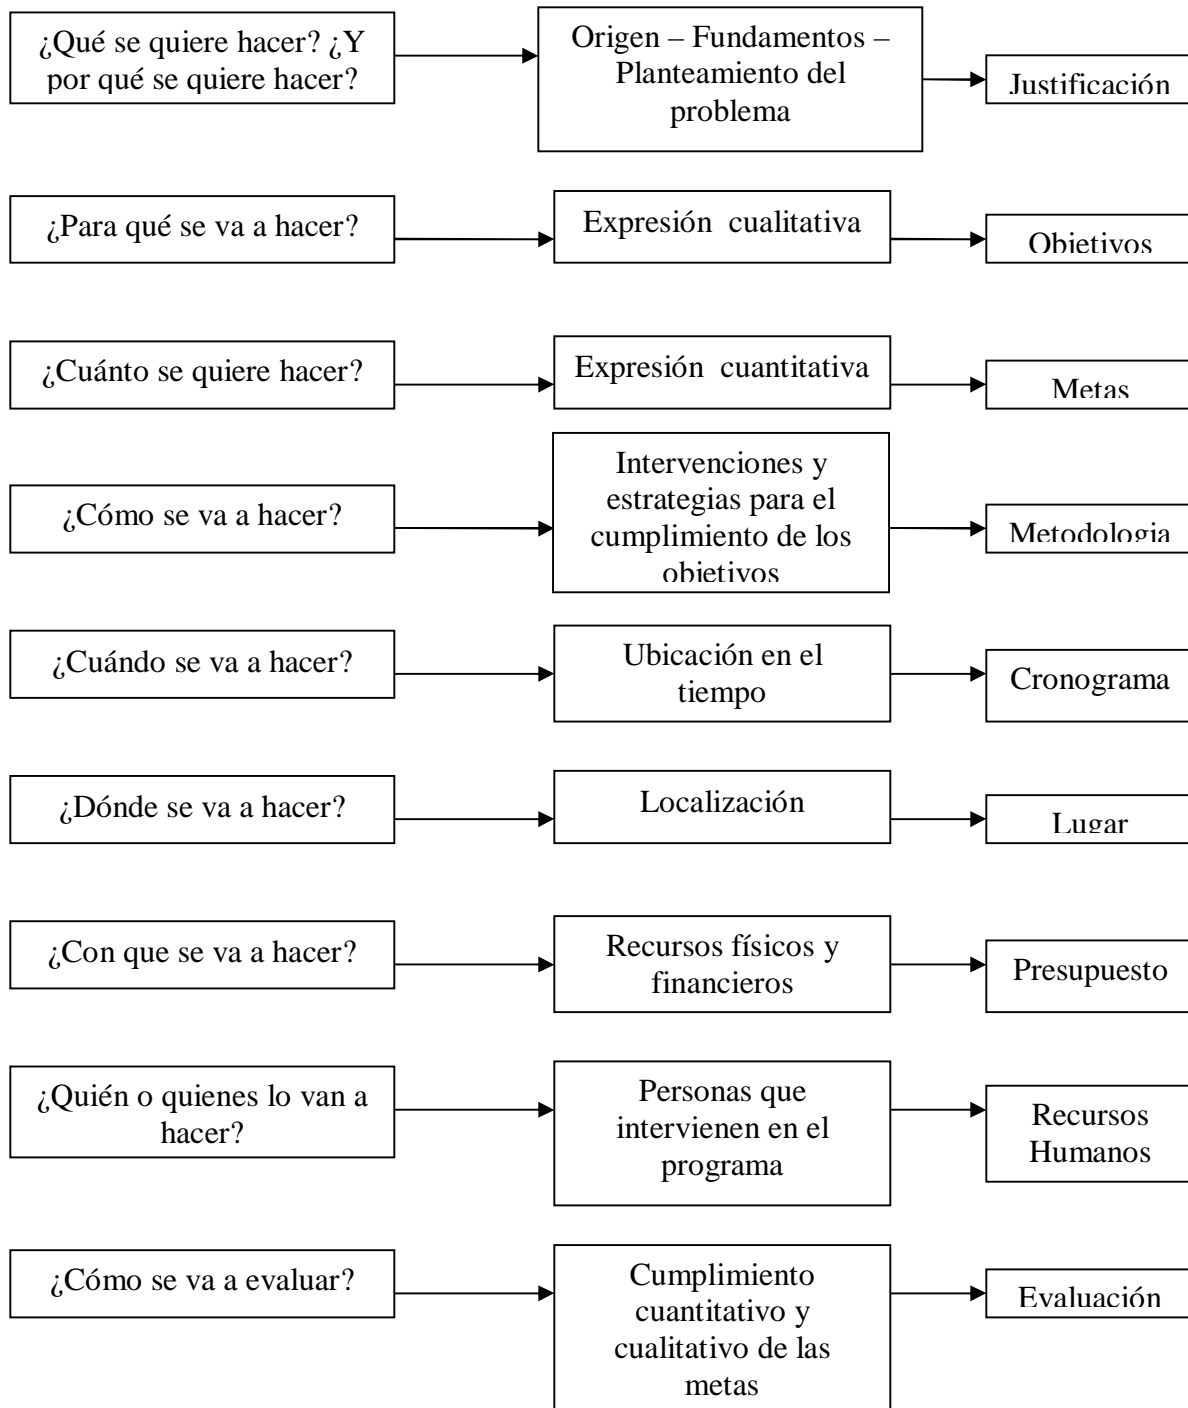 ¿Qué se quiere hacer? ¿Y
por qué se quiere hacer?
Origen – Fundamentos –
Planteamiento del
problema
Justificación
¿Para qué se va a hacer?
Expresión cualitativa
Objetivos
¿Cuánto se quiere hacer?
Expresión cuantitativa
Metas
¿Cómo se va a hacer?
Intervenciones y
estrategias para el
cumplimiento de los
objetivos
Metodologia
¿Cuándo se va a hacer?
Ubicación en el
tiempo
Cronograma
¿Dónde se va a hacer?
Localización
Lugar
¿Con que se va a hacer?
Recursos físicos y
financieros
Presupuesto
¿Quién o quienes lo van a
hacer?
Personas que
intervienen en el
programa
Recursos
Humanos
¿Cómo se va a evaluar?
Cumplimiento
cuantitativo y
cualitativo de las
metas
Evaluación